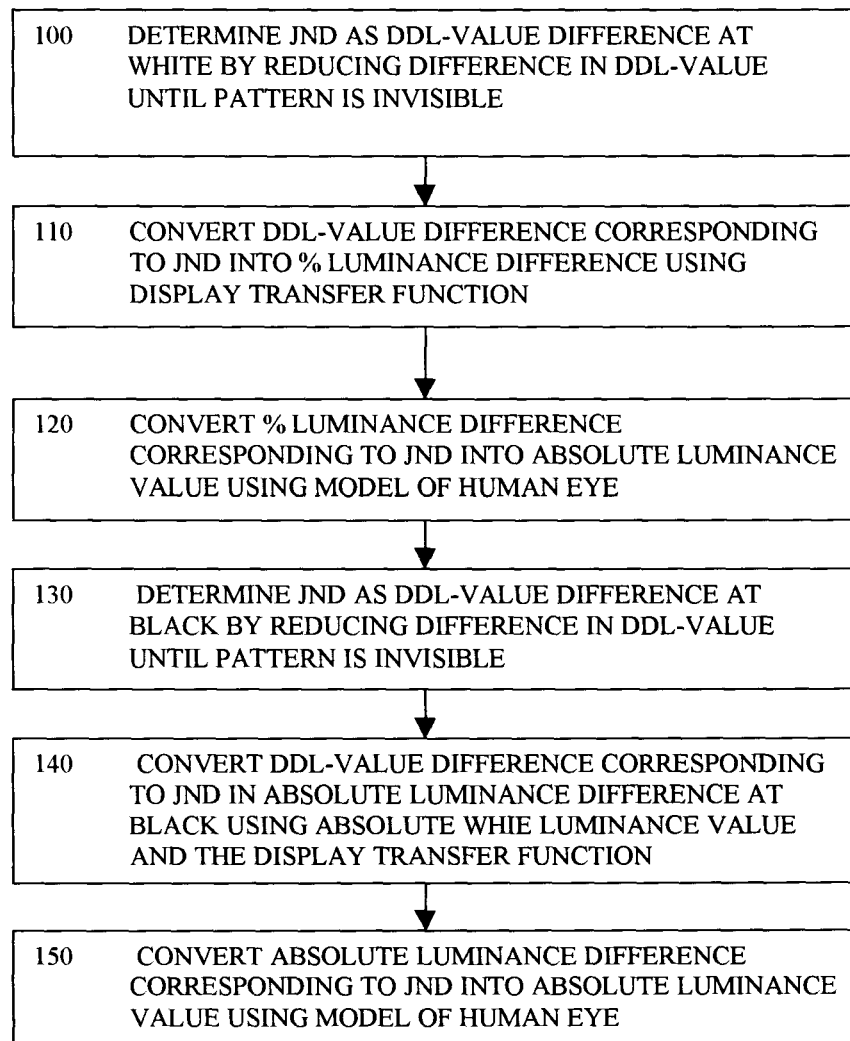 100 DETERMINE JND AS DDL-VALUE DIFFERENCE AT
WHITE BY REDUCING DIFFERENCE IN DDL-VALUE
UNTIL PATTERN IS INVISIBLE
110 CONVERT DDL-VALUE DIFFERENCE CORRESPONDING
TO JND INTO % LUMINANCE DIFFERENCE USING
DISPLAY TRANSFER FUNCTION
120 CONVERT % LUMINANCE DIFFERENCE
CORRESPONDING TO JND INTO ABSOLUTE LUMINANCE
VALUE USING MODEL OF HUMAN EYE
130 DETERMINE JND AS DDL-VALUE DIFFERENCE AT
BLACK BY REDUCING DIFFERENCE IN DDL-VALUE
UNTIL PATTERN IS INVISIBLE
140 CONVERT DDL-VALUE DIFFERENCE CORRESPONDING
TO JND IN ABSOLUTE LUMINANCE DIFFERENCE AT
BLACK USING ABSOLUTE WHIE LUMINANCE VALUE
AND THE DISPLAY TRANSFER FUNCTION
150 CONVERT ABSOLUTE LUMINANCE DIFFERENCE
CORRESPONDING TO JND INTO ABSOLUTE LUMINANCE
VALUE USING MODEL OF HUMAN EYE